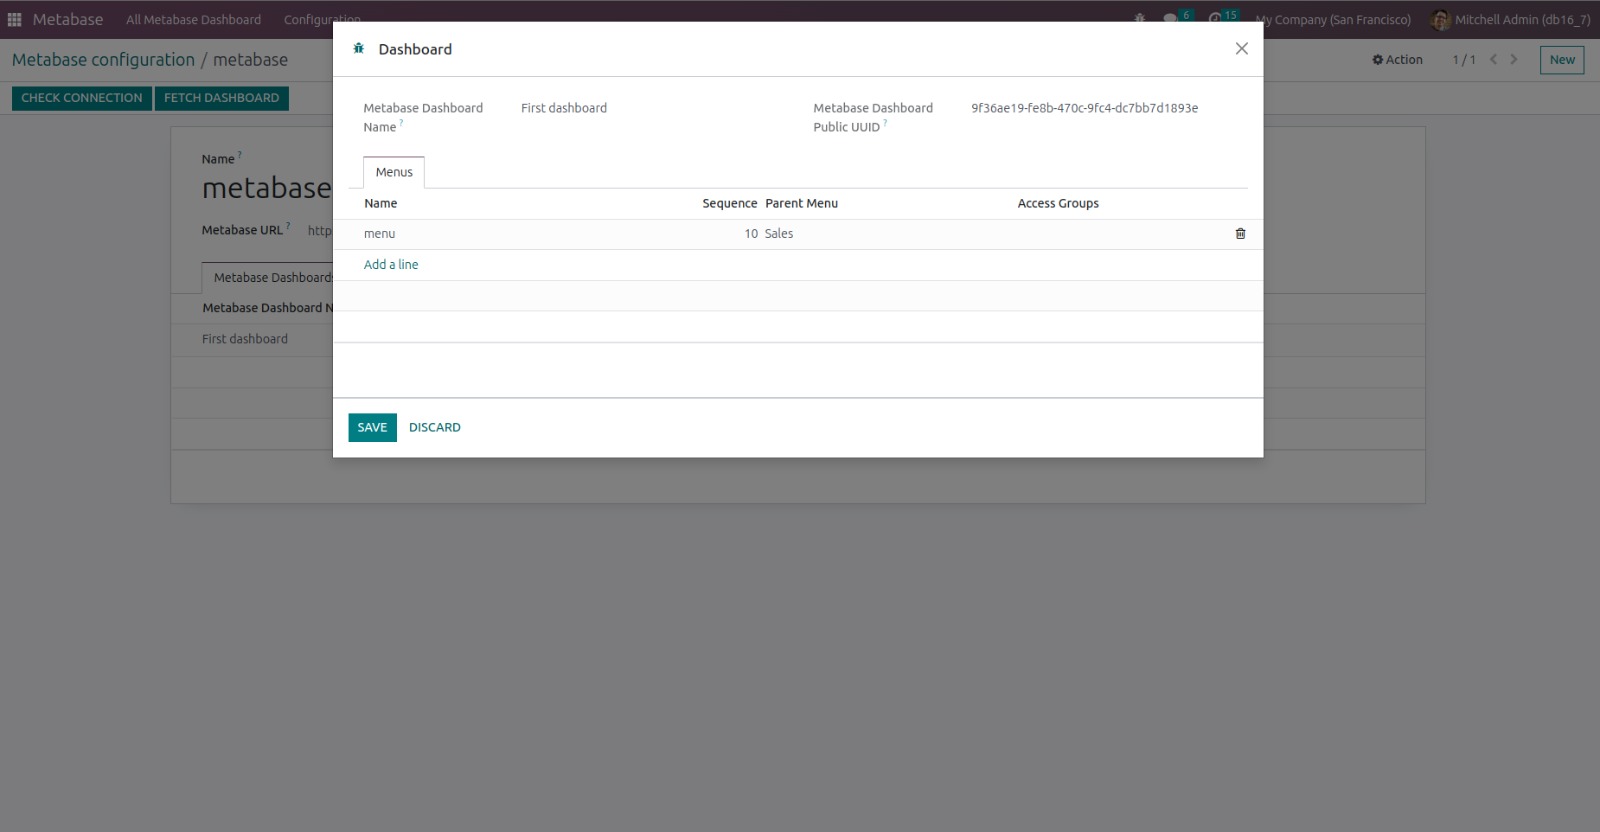 Metabase All Metabase Dashboard Configuration 6 15 My Company (San Francisco) Mitchell Admin (db16_7)
Metabase configuration / metabase Action 1 / 1 New
CHECK CONNECTION FETCH DASHBOARD
Name ?
metabase
Metabase URL ? http
Metabase Dashboards
Metabase Dashboard N
First dashboard
Dashboard
Metabase Dashboard Name ? First dashboard
Metabase Dashboard Public UUID ? 9f36ae19-fe8b-470c-9fc4-dc7bb7d1893e
Menus
Name Sequence Parent Menu Access Groups
menu 10 Sales
Add a line
SAVE DISCARD